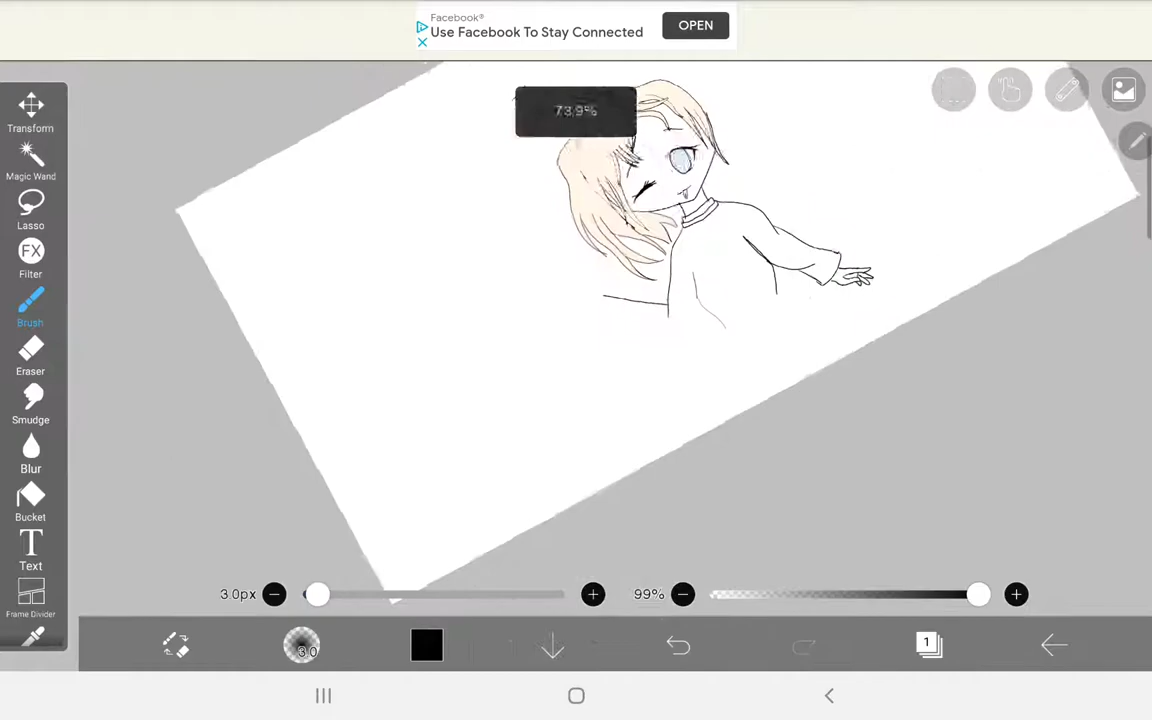 Facebook®
Use Facebook To Stay Connected
OPEN
73.9%
Transform
Magic Wand
Lasso
FX
Filter
Brush
Eraser
Smudge
Blur
Bucket
T
Text
Frame Divider
3.0px
99%
3.0
1